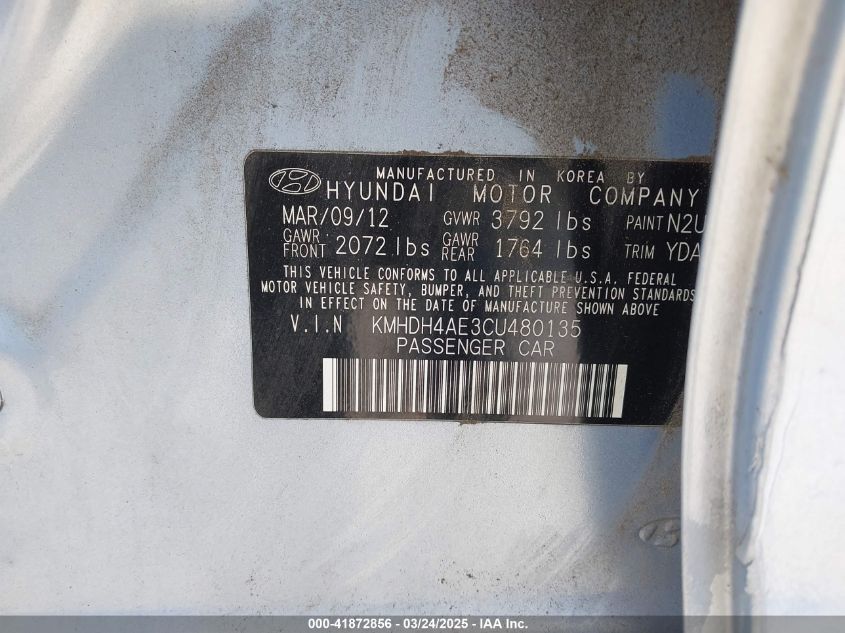 MANUFACTURED IN KOREA BY
HYUNDAI MOTOR COMPANY
MAR/09/12 GVWR 3792 lbs PAINT N2U
GAWR FRONT 2072 lbs GAWR REAR 1764 lbs TRIM YDA
THIS VEHICLE CONFORMS TO ALL APPLICABLE U.S.A. FEDERAL
MOTOR VEHICLE SAFETY, BUMPER, AND THEFT PREVENTION STANDARDS
IN EFFECT ON THE DATE OF MANUFACTURE SHOWN ABOVE.
V.I.N KMHDH4AE3CU480135
PASSENGER CAR
000-41872856 - 03/24/2025 - IAA Inc.